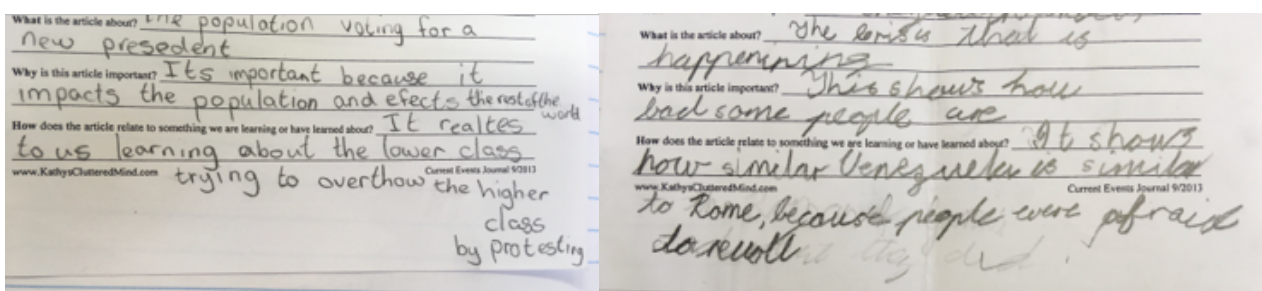 What is the article about? The population voting for a
new presedent
Why is this article important? Its important because it
impacts the population and efects the rest of the
world
How does the article relate to something we are learning or have learned about? It realtes
to us learning about the lower class
www.KathysClutteredMind.com Current Events Journal 9/2013
trying to overthow the higher
class
by protesting
What is the article about? The crisis that is
happenining
Why is this article important? This shows how
bad some people are
How does the article relate to something we are learning or have learned about? It shows
how similar Venezuela is similar
www.KathysClutteredMind.com Current Events Journal 9/2013
to Rome, because people were afraid
to revolt